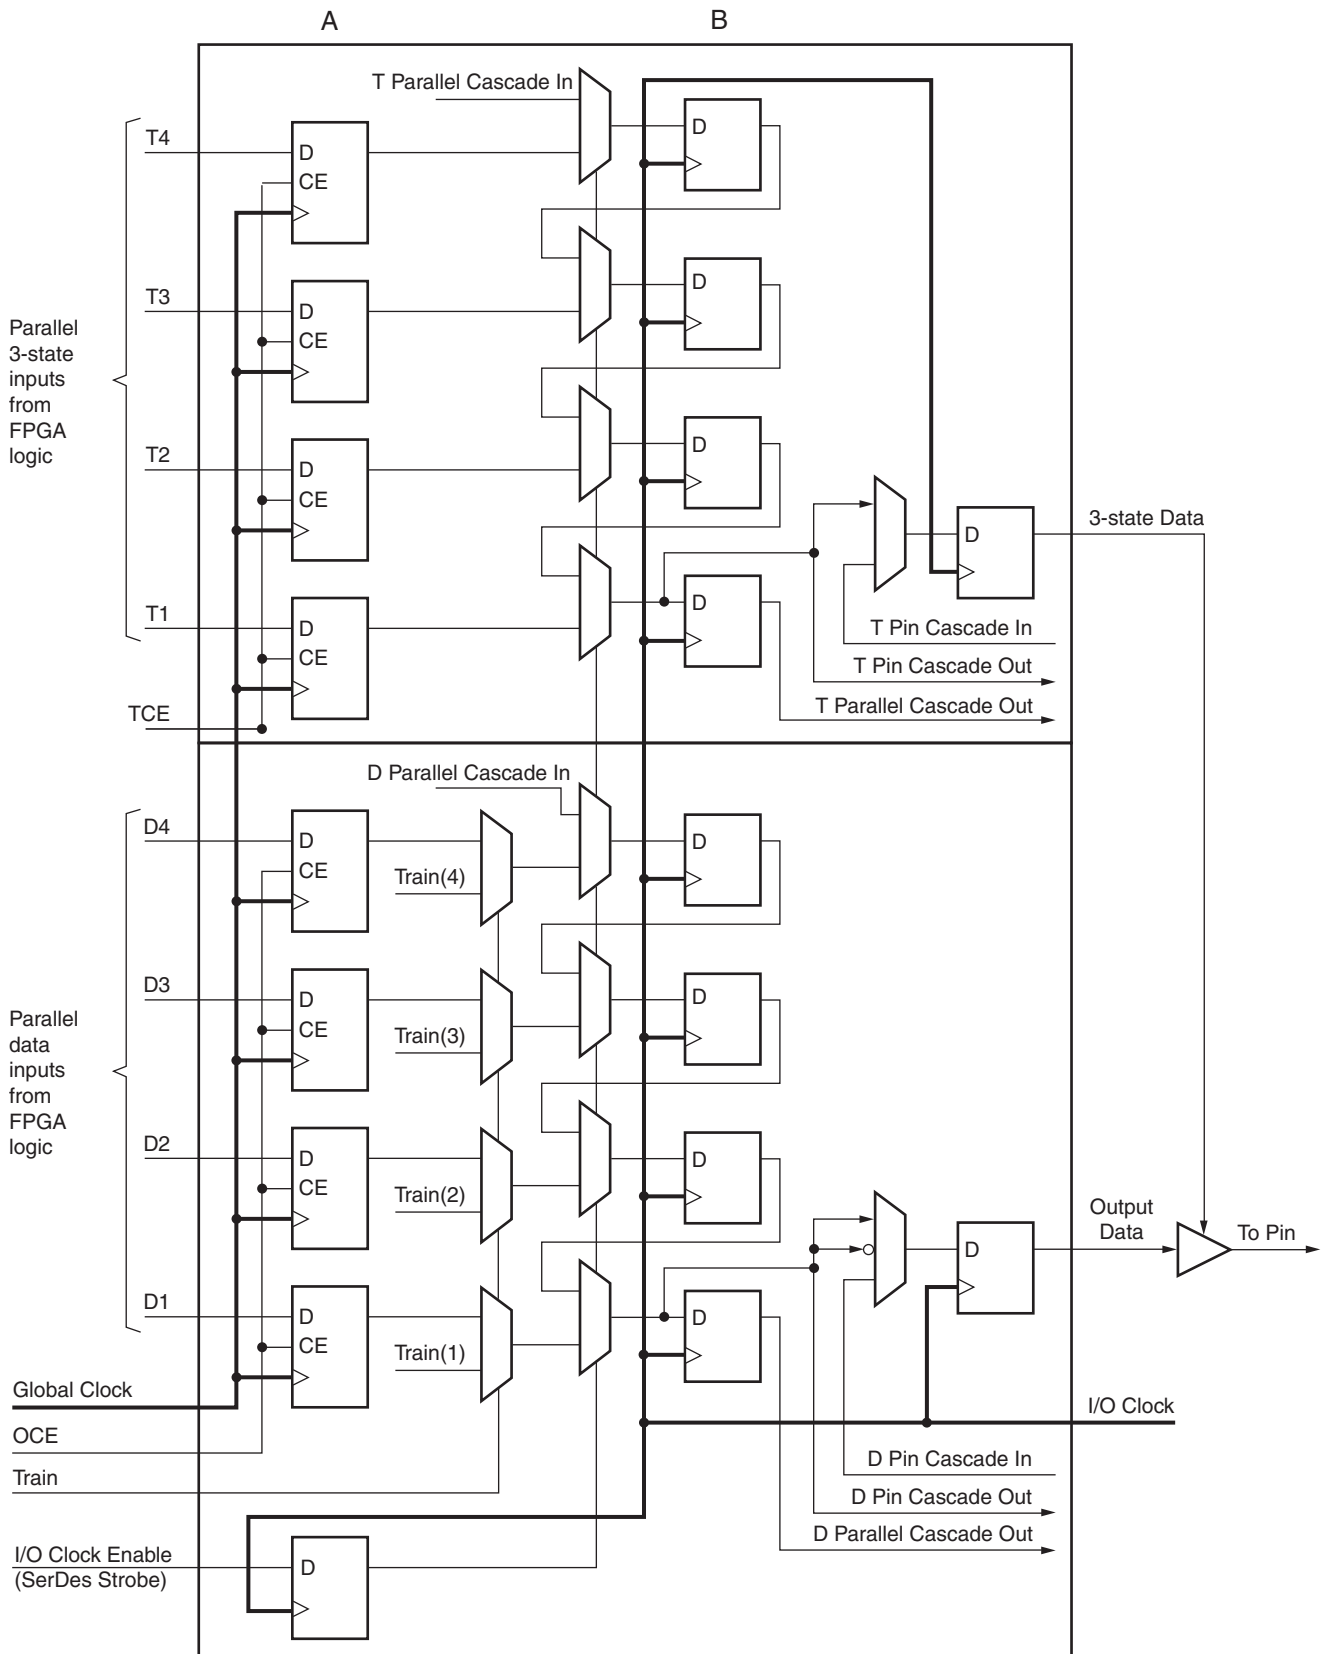 A
B
T Parallel Cascade In
T4
D
CE
D
T3
D
CE
D
Parallel
3-state
inputs
from
FPGA
logic
T2
D
CE
D
3-state Data
D
T1
D
CE
D
T Pin Cascade In
T Pin Cascade Out
T Parallel Cascade Out
TCE
D Parallel Cascade In
D4
D
CE
Train(4)
D
D3
D
CE
Train(3)
D
Parallel
data
inputs
from
FPGA
logic
D2
D
CE
Train(2)
D
Output
Data
To Pin
D
D1
D
CE
Train(1)
D
Global Clock
I/O Clock
OCE
D Pin Cascade In
Train
D Pin Cascade Out
D Parallel Cascade Out
I/O Clock Enable
(SerDes Strobe)
D